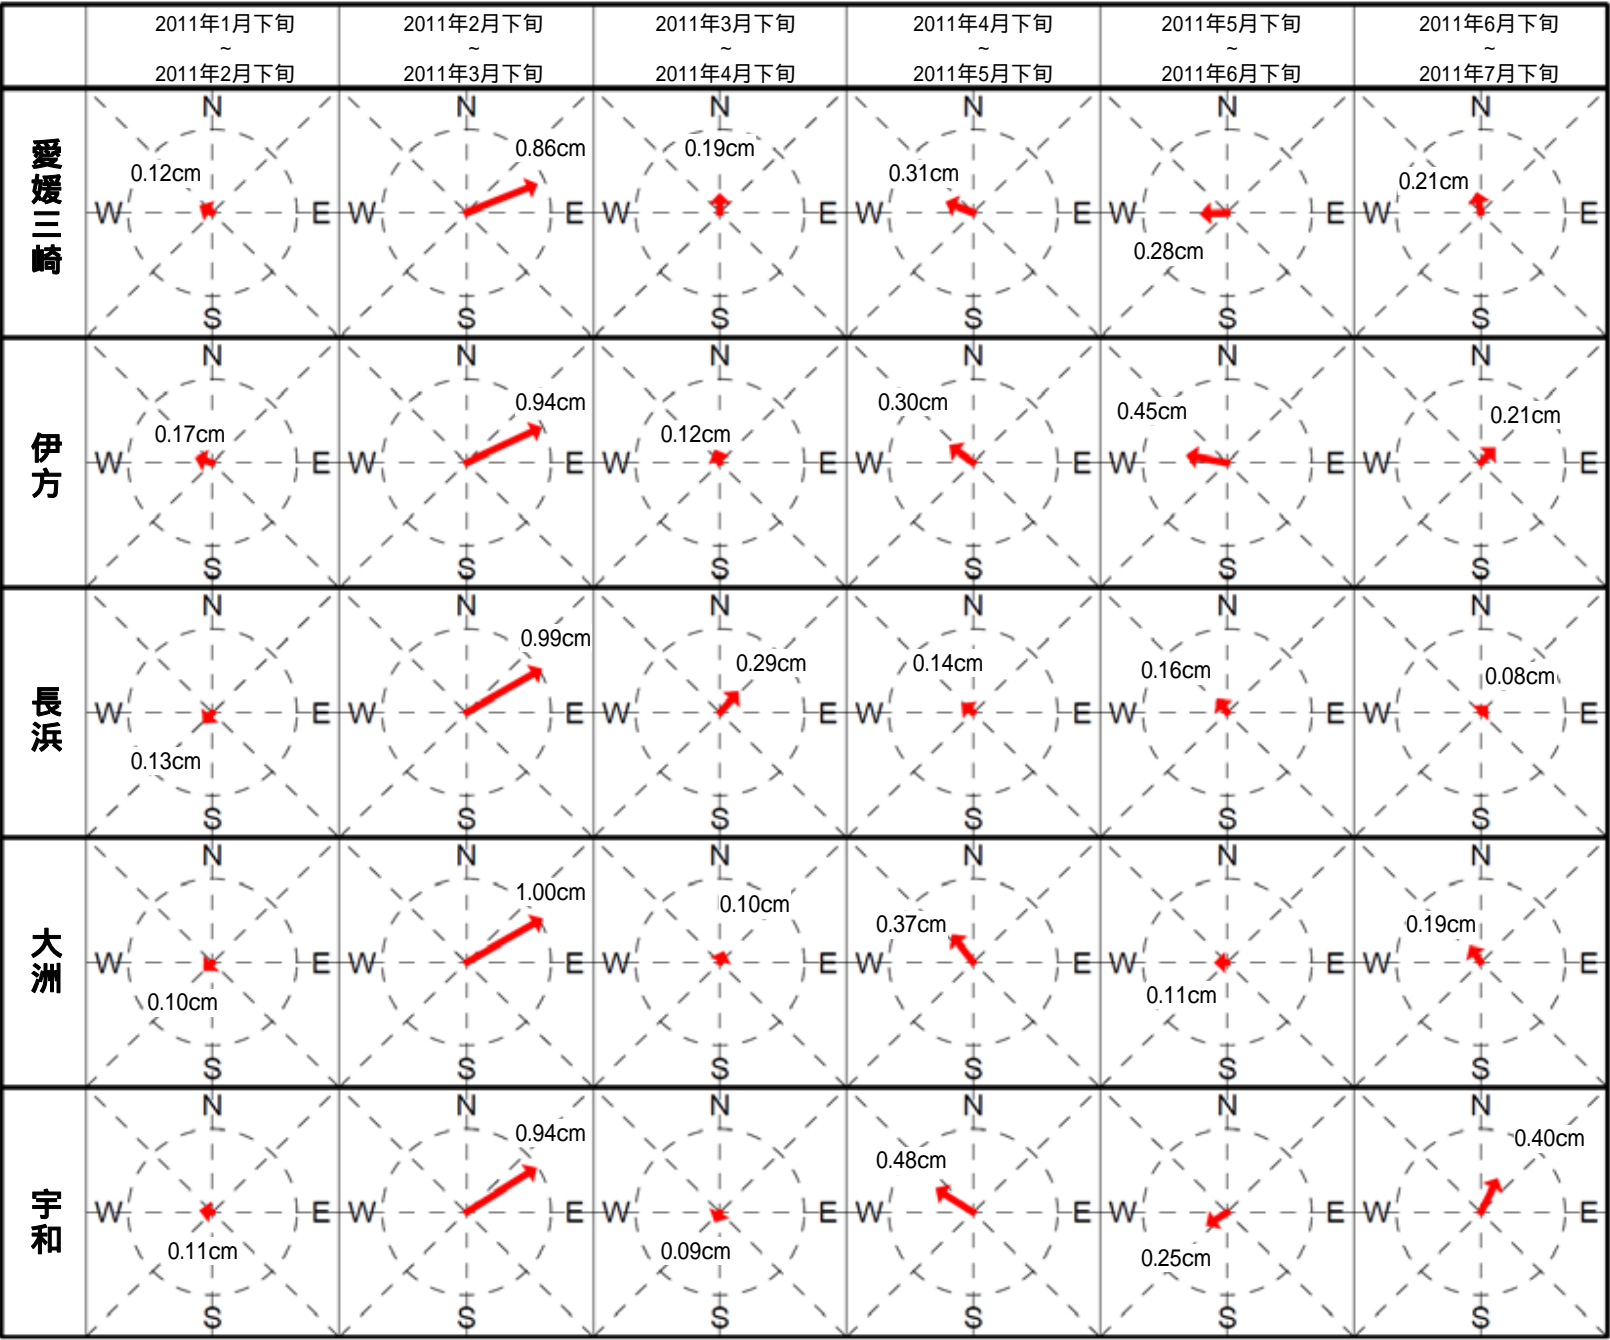 2011年1月下旬
~
2011年2月下旬
2011年2月下旬
~
2011年3月下旬
2011年3月下旬
~
2011年4月下旬
2011年4月下旬
~
2011年5月下旬
2011年5月下旬
~
2011年6月下旬
2011年6月下旬
~
2011年7月下旬
愛媛三崎
N
W
E
S
0.12cm
N
W
E
S
0.86cm
N
W
E
S
0.19cm
N
W
E
S
0.31cm
N
W
E
S
0.28cm
N
W
E
S
0.21cm
伊方
N
W
E
S
0.17cm
N
W
E
S
0.94cm
N
W
E
S
0.12cm
N
W
E
S
0.30cm
N
W
E
S
0.45cm
N
W
E
S
0.21cm
長浜
N
W
E
S
0.13cm
N
W
E
S
0.99cm
N
W
E
S
0.29cm
N
W
E
S
0.14cm
N
W
E
S
0.16cm
N
W
E
S
0.08cm
大洲
N
W
E
S
0.10cm
N
W
E
S
1.00cm
N
W
E
S
0.10cm
N
W
E
S
0.37cm
N
W
E
S
0.11cm
N
W
E
S
0.19cm
宇和
N
W
E
S
0.11cm
N
W
E
S
0.94cm
N
W
E
S
0.09cm
N
W
E
S
0.48cm
N
W
E
S
0.25cm
N
W
E
S
0.40cm